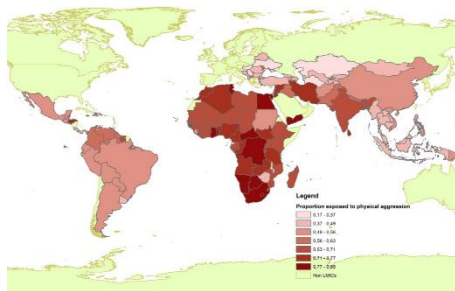 Legend
Proportion exposed to physical aggression
0.17 - 0.37
0.37 - 0.49
0.49 - 0.56
0.56 - 0.63
0.63 - 0.71
0.71 - 0.77
0.77 - 0.89
Non LMICs